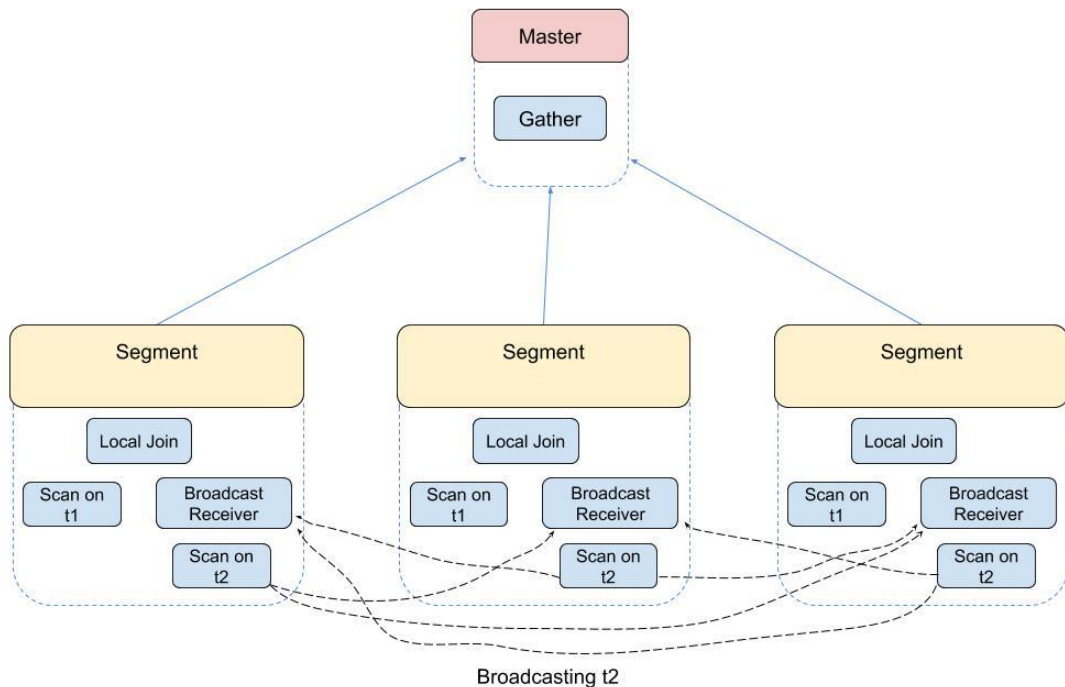 Master
Gather
Segment
Segment
Segment
Local Join
Local Join
Local Join
Scan on
t1
Broadcast
Receiver
Scan on
t1
Broadcast
Receiver
Scan on
t1
Broadcast
Receiver
Scan on
t2
Scan on
t2
Scan on
t2
Broadcasting t2